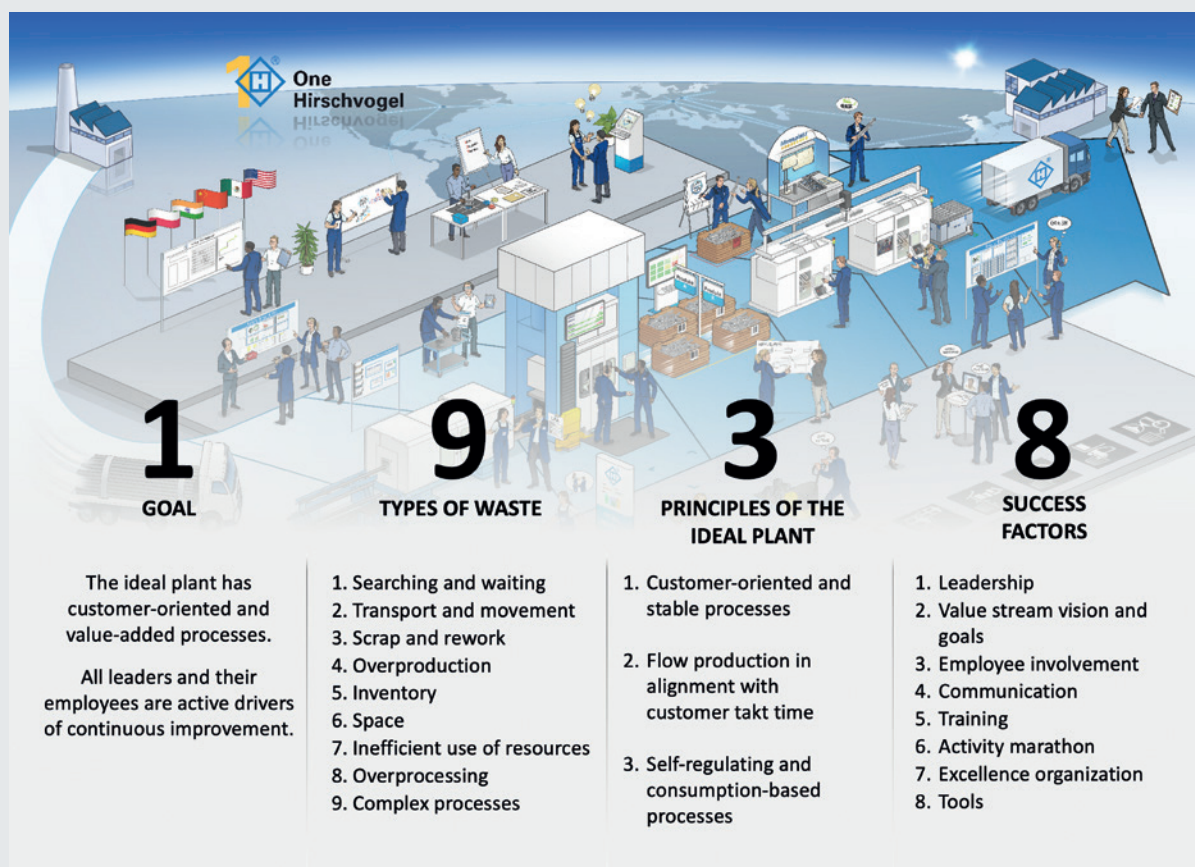 One
Hirschvogel
1
GOAL
The ideal plant has
customer-oriented and
value-added processes.
All leaders and their
employees are active drivers
of continuous improvement.
9
TYPES OF WASTE
1. Searching and waiting
2. Transport and movement
3. Scrap and rework
4. Overproduction
5. Inventory
6. Space
7. Inefficient use of resources
8. Overprocessing
9. Complex processes
3
PRINCIPLES OF THE
IDEAL PLANT
1. Customer-oriented and
stable processes
2. Flow production in
alignment with
customer takt time
3. Self-regulating and
consumption-based
processes
8
SUCCESS
FACTORS
1. Leadership
2. Value stream vision and
goals
3. Employee involvement
4. Communication
5. Training
6. Activity marathon
7. Excellence organization
8. Tools